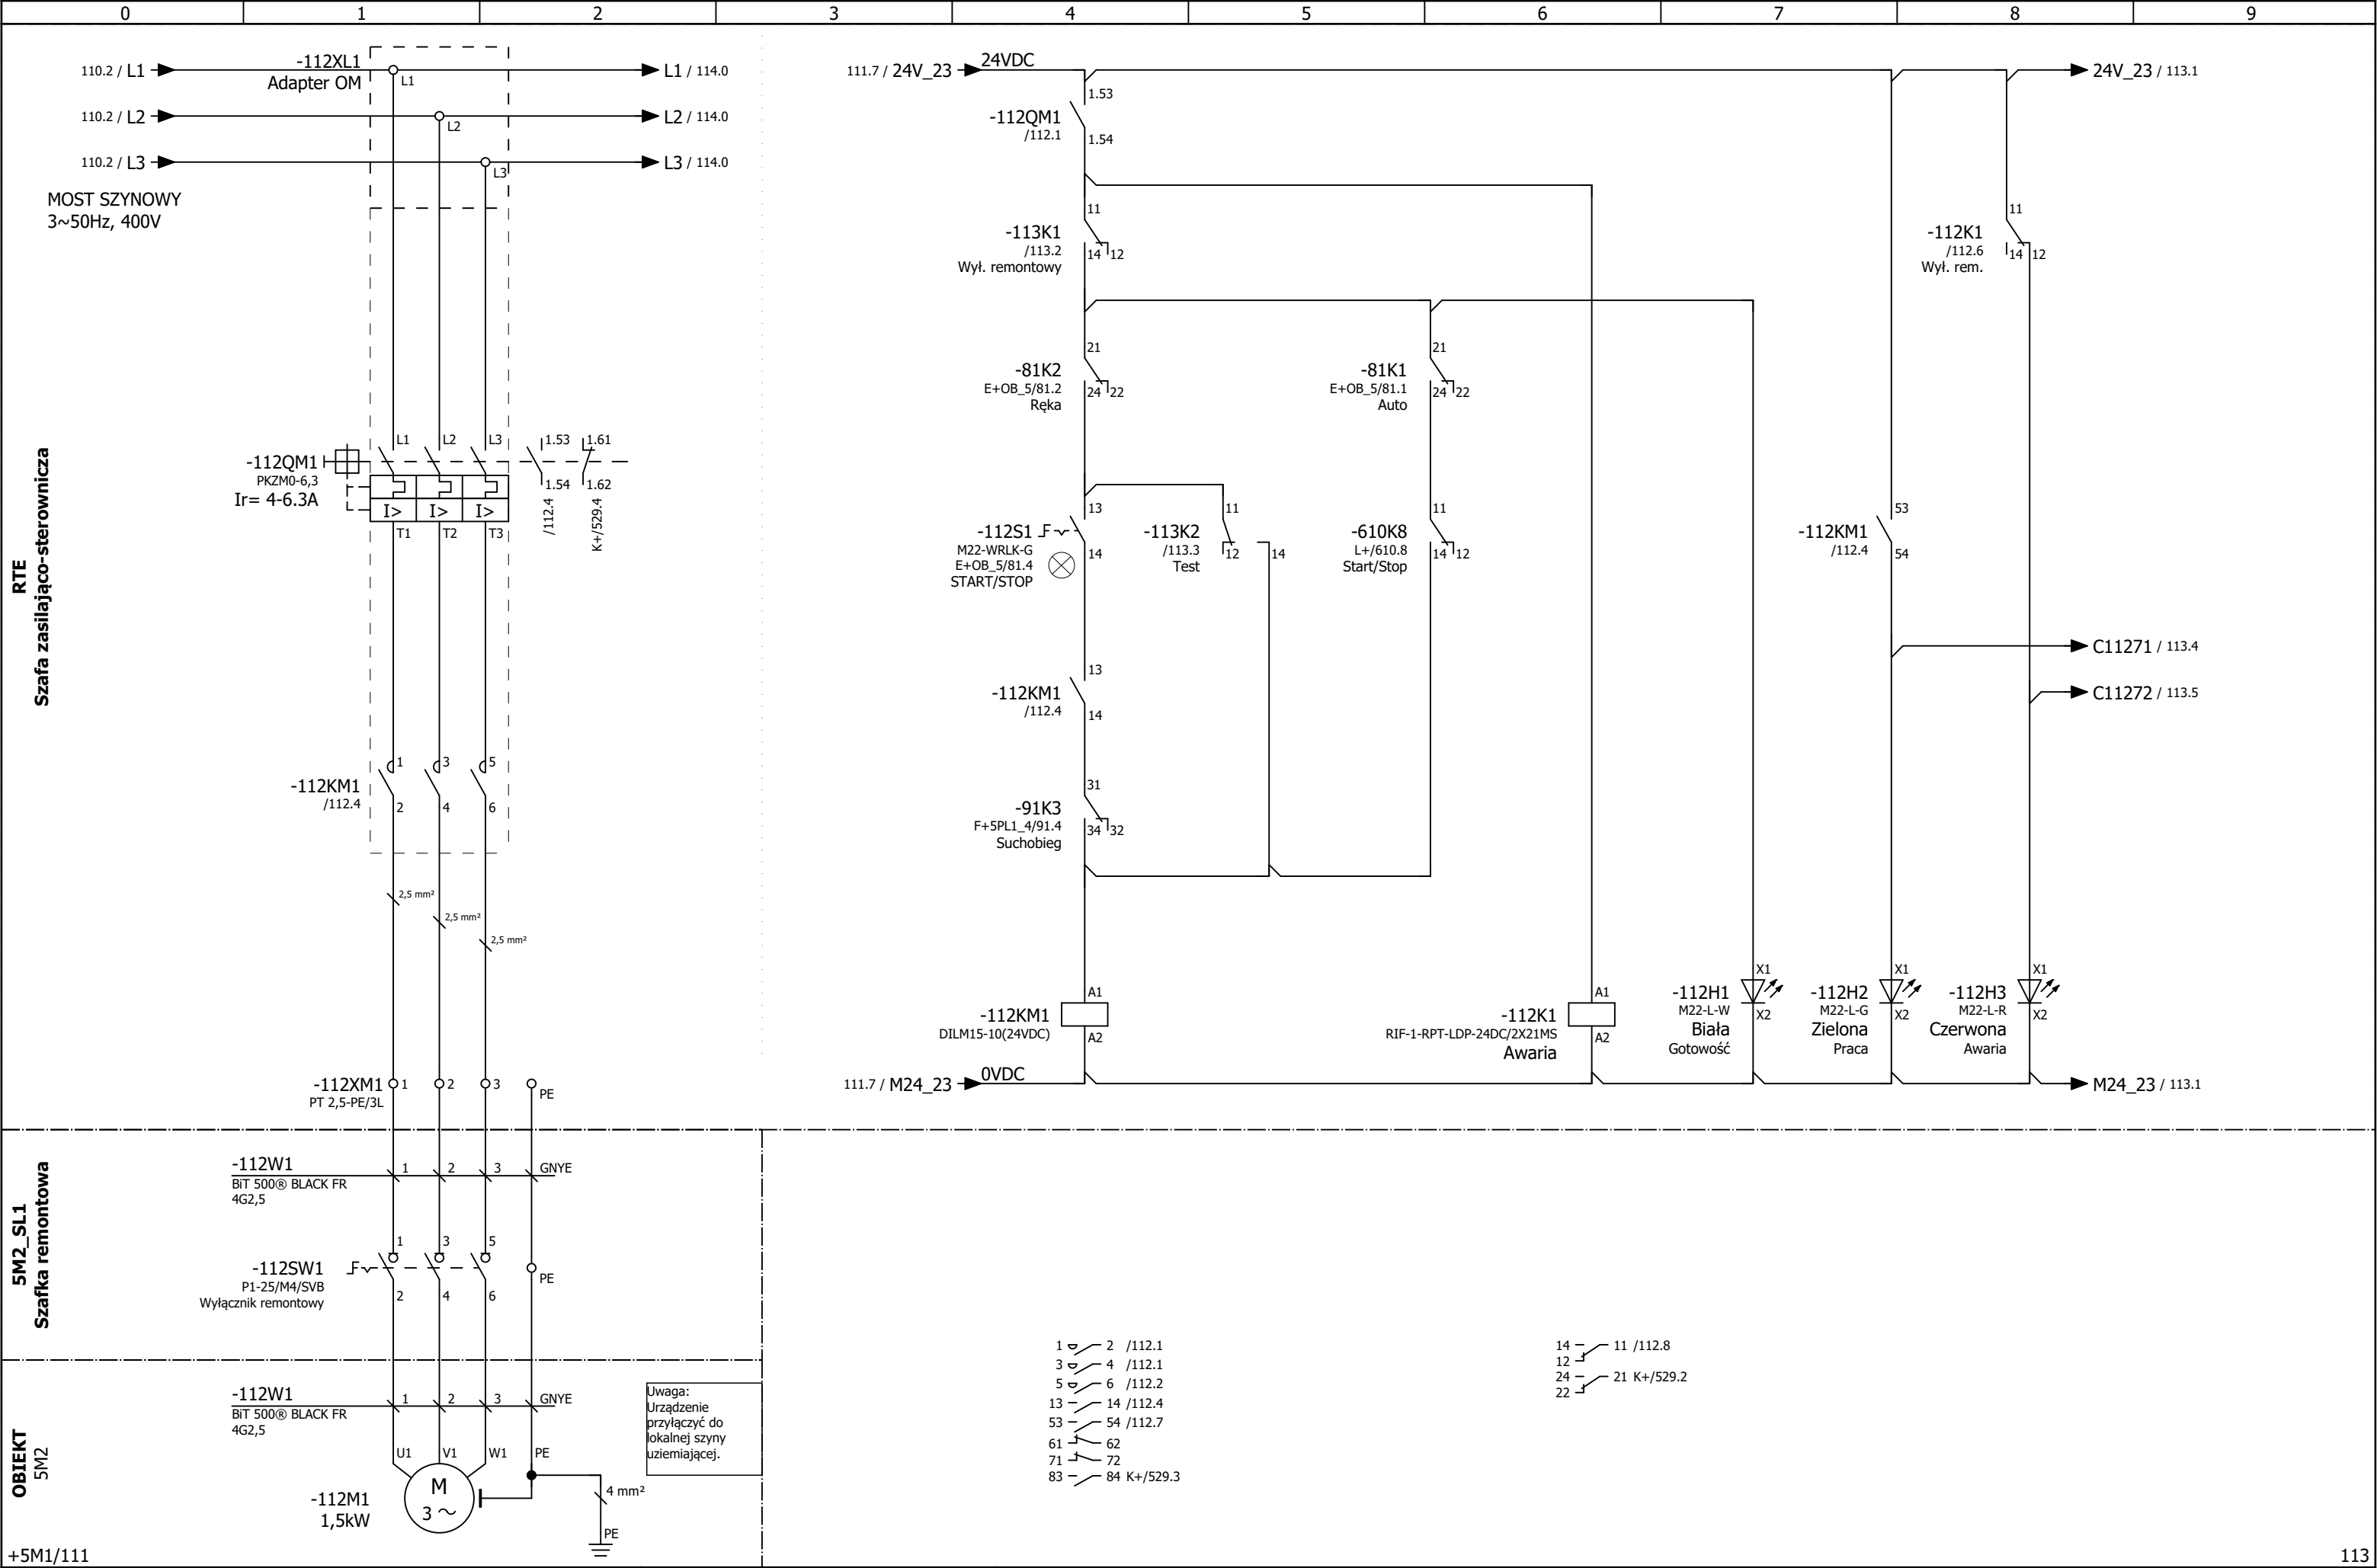 0 1 2 3 4 5 6 7 8 9
110.2 / L1
-112XL1
Adapter OM
L1
L1 / 114.0
110.2 / L2
L2
L2 / 114.0
110.2 / L3
L3
L3 / 114.0
MOST SZYNOWY
3~50Hz, 400V
RTE
Szafa zasilająco-sterownicza
-112QM1
PKZM0-6,3
Ir= 4-6.3A
L1 L2 L3
I> I> I>
T1 T2 T3
1.53 1.61
1.54 1.62
/112.4
K+/529.4
-112KM1
/112.4
1 3 5
2 4 6
2,5 mm²
2,5 mm²
2,5 mm²
-112XM1
PT 2,5-PE/3L
1 2 3 PE
5M2_SL1
Szafka remontowa
-112W1
BiT 500® BLACK FR
4G2,5
1 2 3 GNYE
-112SW1
P1-25/M4/SVB
Wyłącznik remontowy
1 3 5
2 4 6
PE
OBIEKT
5M2
-112W1
BiT 500® BLACK FR
4G2,5
1 2 3 GNYE
U1 V1 W1 PE
M
3
-112M1
1,5kW
4 mm²
PE
Uwaga:
Urządzenie
przyłączyć do
lokalnej szyny
uziemiającej.
111.7 / 24V_23
24VDC
24V_23 / 113.1
-112QM1
/112.1
1.53
1.54
-113K1
/113.2
Wył. remontowy
11
14 12
-81K2
E+OB_5/81.2
Ręka
21
24 22
-81K1
E+OB_5/81.1
Auto
21
24 22
-112S1
M22-WRLK-G
E+OB_5/81.4
START/STOP
13
14
-113K2
/113.3
Test
11
12 14
-610K8
L+/610.8
Start/Stop
11
14 12
-112KM1
/112.4
13
14
-91K3
F+5PL1_4/91.4
Suchobieg
31
34 32
-112KM1
/112.4
53
54
-112K1
/112.6
Wył. rem.
11
14 12
C11271 / 113.4
C11272 / 113.5
-112KM1
DILM15-10(24VDC)
A1
A2
-112K1
RIF-1-RPT-LDP-24DC/2X21MS
Awaria
A1
A2
-112H1
M22-L-W
Biała
Gotowość
X1
X2
-112H2
M22-L-G
Zielona
Praca
X1
X2
-112H3
M22-L-R
Czerwona
Awaria
X1
X2
111.7 / M24_23
0VDC
M24_23 / 113.1
1 2 /112.1
3 4 /112.1
5 6 /112.2
13 14 /112.4
53 54 /112.7
61 62
71 72
83 84 K+/529.3
14 11 /112.8
12
24 21 K+/529.2
22
+5M1/111
113